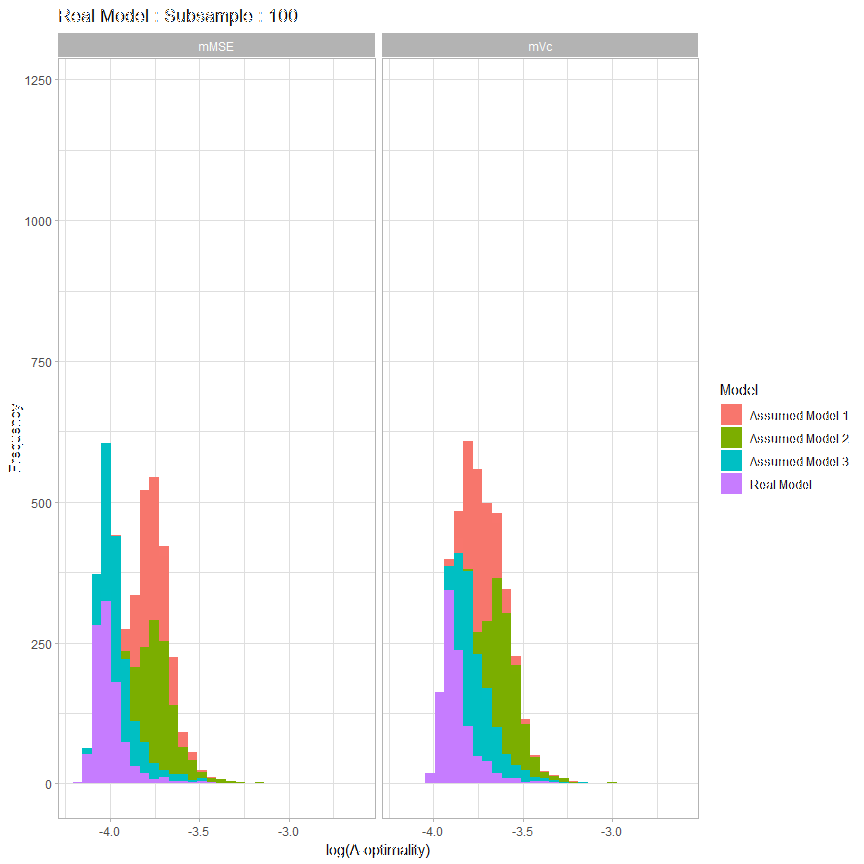 Real Model :: Subsample :: 100
mMSE
mVc
1250
1000
750
500
250
0
Frequency
-4.0
-3.5
-3.0
-4.0
-3.5
-3.0
log(A-optimality)
Model
Assumed Model 1
Assumed Model 2
Assumed Model 3
Real Model